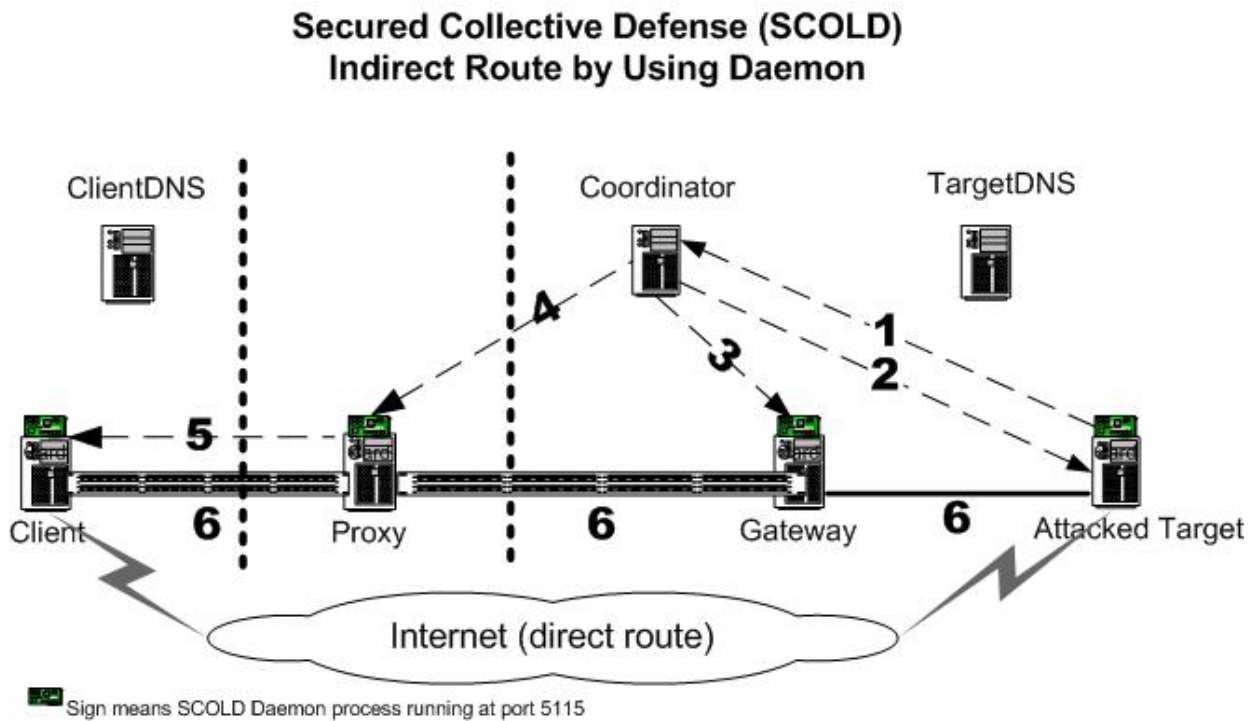 Secured Collective Defense (SCOLD)
Indirect Route by Using Daemon
ClientDNS
Coordinator
TargetDNS
4
3
1
2
5
6
6
6
Client
Proxy
Gateway
Attacked Target
Internet (direct route)
Sign means SCOLD Daemon process running at port 5115